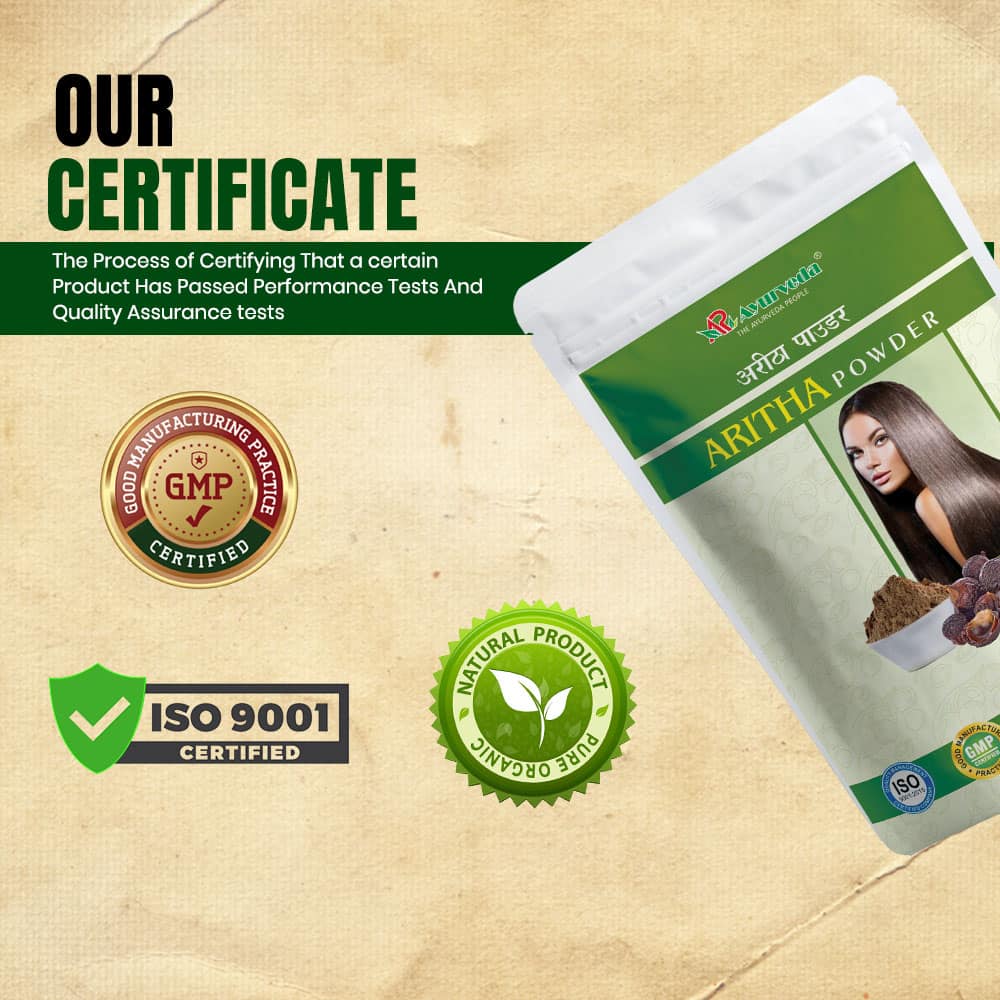 OUR
CERTIFICATE
The Process of Certifying That a certain
Product Has Passed Performance Tests And
Quality Assurance tests
AP Ayurveda®
THE AYURVEDA PEOPLE
अरीठा पाउडर
ARITHA POWDER
GOOD MANUFACTURING PRACTICE
GMP
CERTIFIED
ISO 9001
CERTIFIED
NATURAL PRODUCT
PURE ORGANIC
ISO
GMP
CERTIFIED